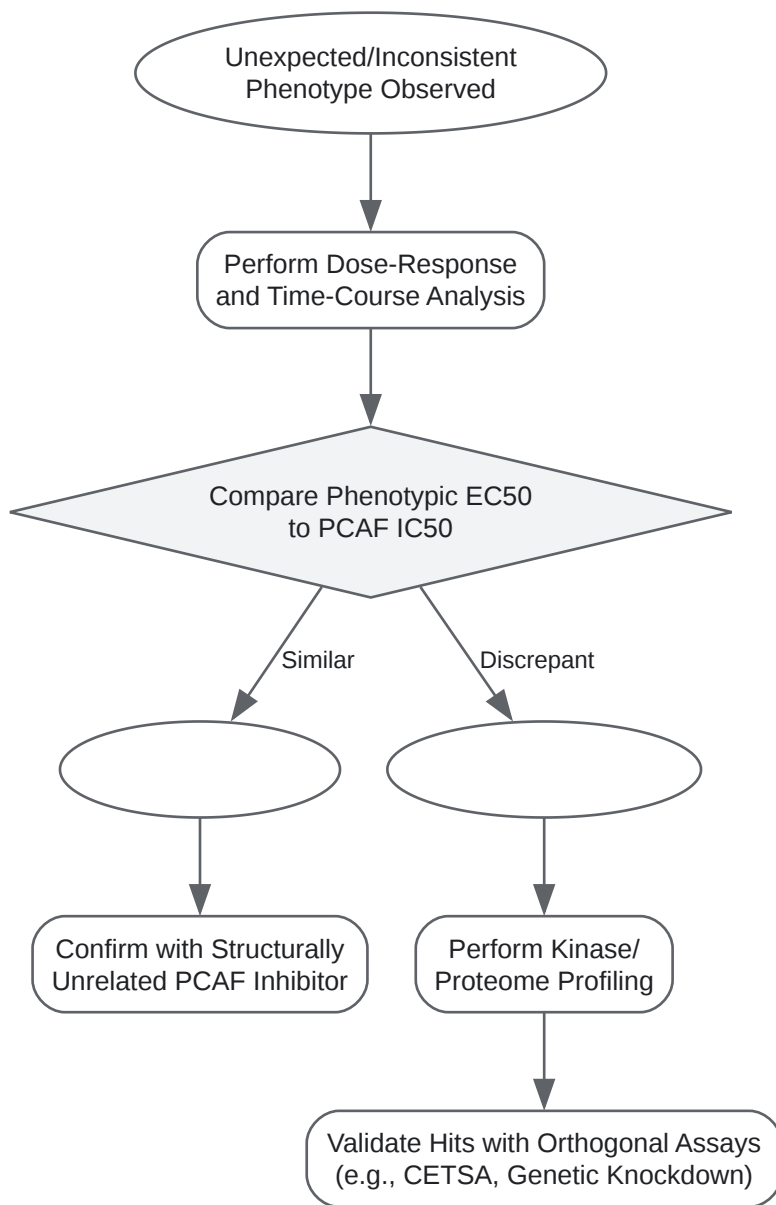 Unexpected/Inconsistent
Phenotype Observed
Perform Dose-Response
and Time-Course Analysis
Compare Phenotypic EC50
to PCAF IC50
Similar
Discrepant
Confirm with Structurally
Unrelated PCAF Inhibitor
Perform Kinase/
Proteome Profiling
Validate Hits with Orthogonal Assays
(e.g., CETSA, Genetic Knockdown)